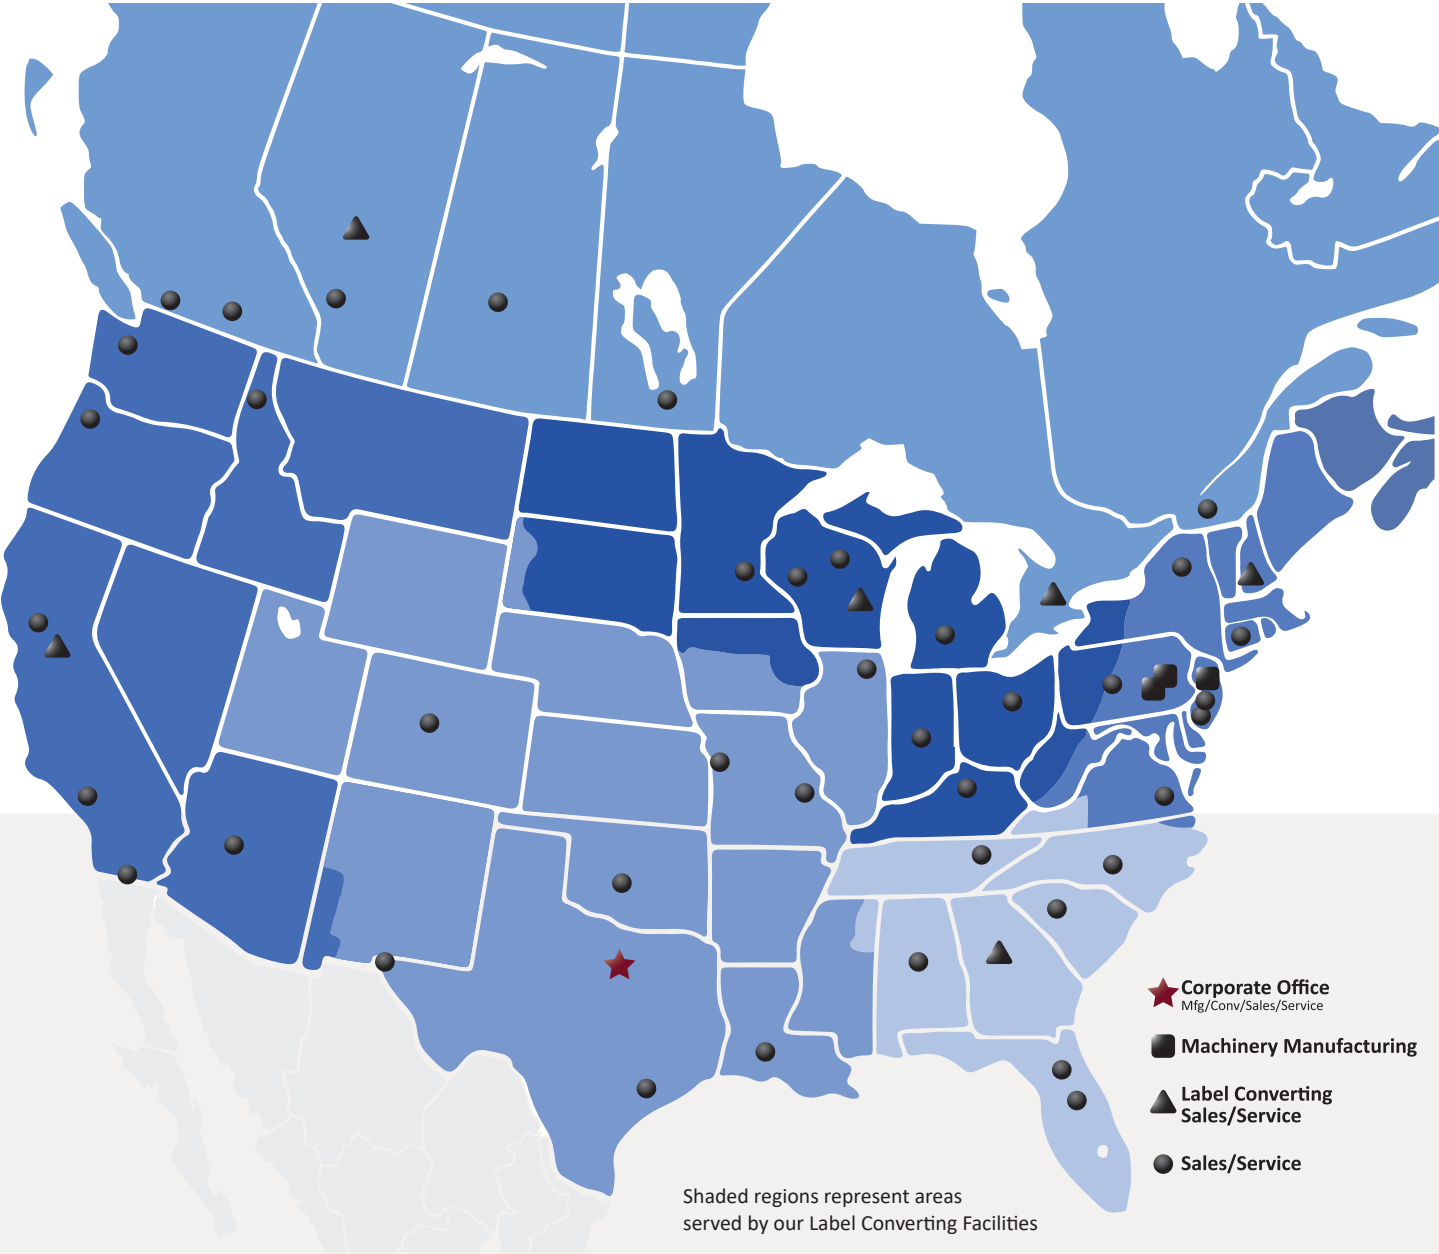 Corporate Office
Mfg/Conv/Sales/Service
Machinery Manufacturing
Label Converting
Sales/Service
Sales/Service
Shaded regions represent areas
served by our Label Converting Facilities